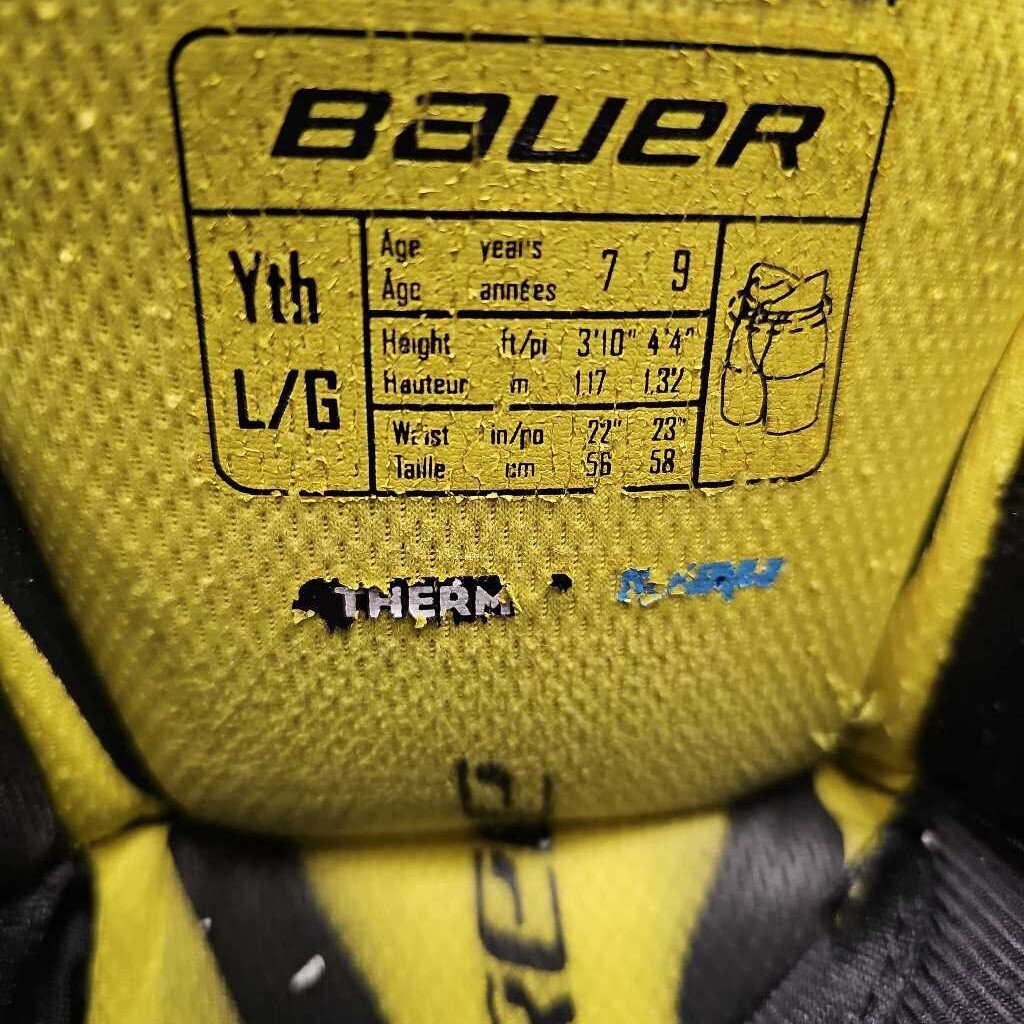 BAUER
Yth
L/G
Age years 7 9
Âge années
Height ft/pi 3'10" 4'4"
Hauteur m 1.17 1.32
Waist in/po 22" 23"
Taille cm 56 58
THERM